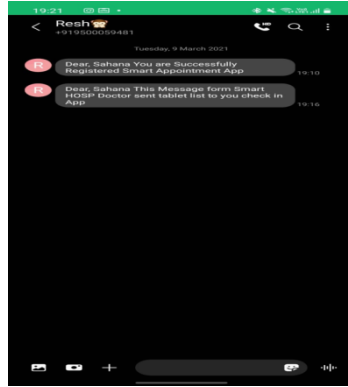 19:21
Resh
+919500059481
Tuesday, 9 March 2021
R
Dear, Sahana You are Successfully
Registered Smart Appointment App
19:10
R
Dear, Sahana This Message form Smart
HOSP Doctor sent tablet list to you check in
App
19:16